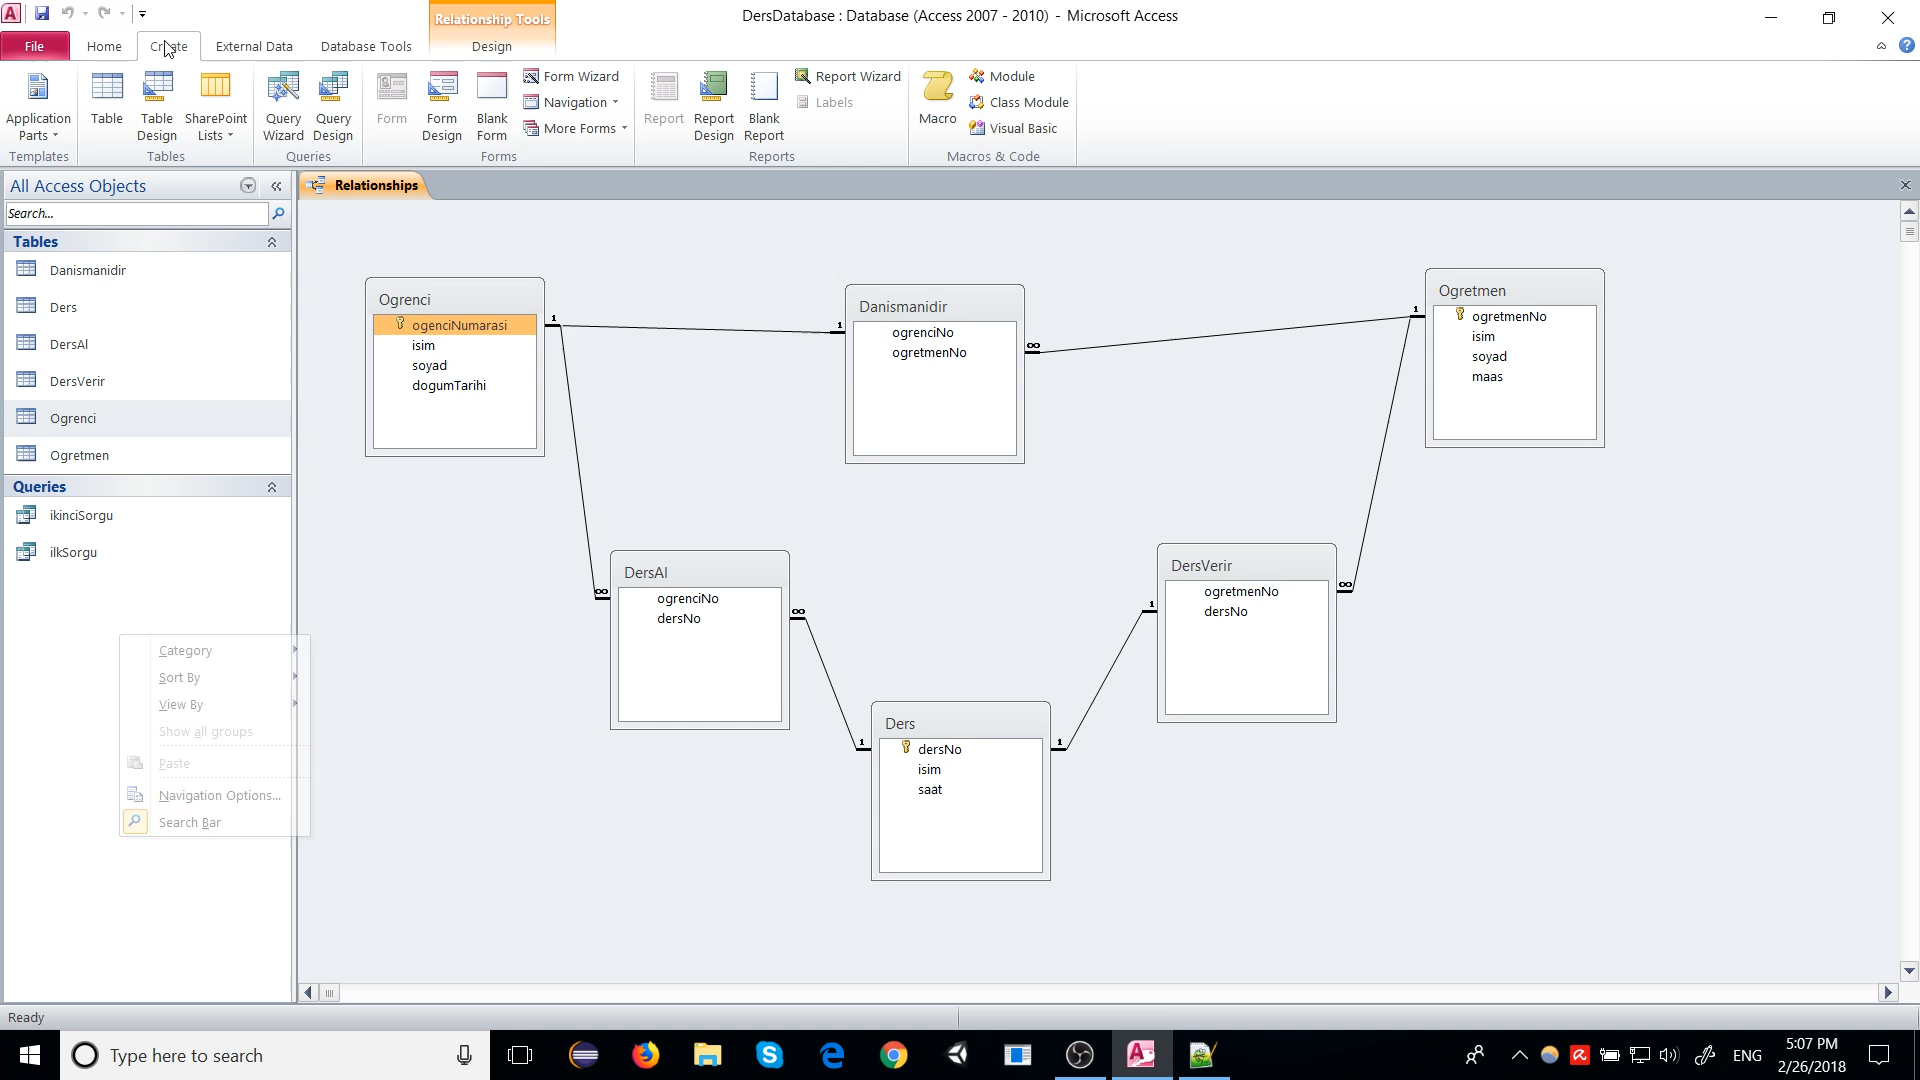 Relationship Tools
DersDatabase : Database (Access 2007 - 2010) - Microsoft Access
File
Home
Create
External Data
Database Tools
Design
Application Parts
Table
Table Design
SharePoint Lists
Query Wizard
Query Design
Form
Form Design
Blank Form
Form Wizard
Navigation
More Forms
Report
Report Design
Blank Report
Report Wizard
Labels
Macro
Module
Class Module
Visual Basic
Templates
Tables
Queries
Forms
Reports
Macros & Code
All Access Objects
Search...
Tables
Danismanidir
Ders
DersAl
DersVerir
Ogrenci
Ogretmen
Queries
ikinciSorgu
ilkSorgu
Category
Sort By
View By
Show all groups
Paste
Navigation Options...
Search Bar
Relationships
Ogrenci
ogenciNumarasi
isim
soyad
dogumTarihi
1
1
Danismanidir
ogrenciNo
ogretmenNo
∞
1
Ogretmen
ogretmenNo
isim
soyad
maas
∞
DersAl
ogrenciNo
dersNo
∞
1
DersVerir
ogretmenNo
dersNo
∞
1
Ders
dersNo
isim
saat
1
Ready
Type here to search
ENG
5:07 PM
2/26/2018